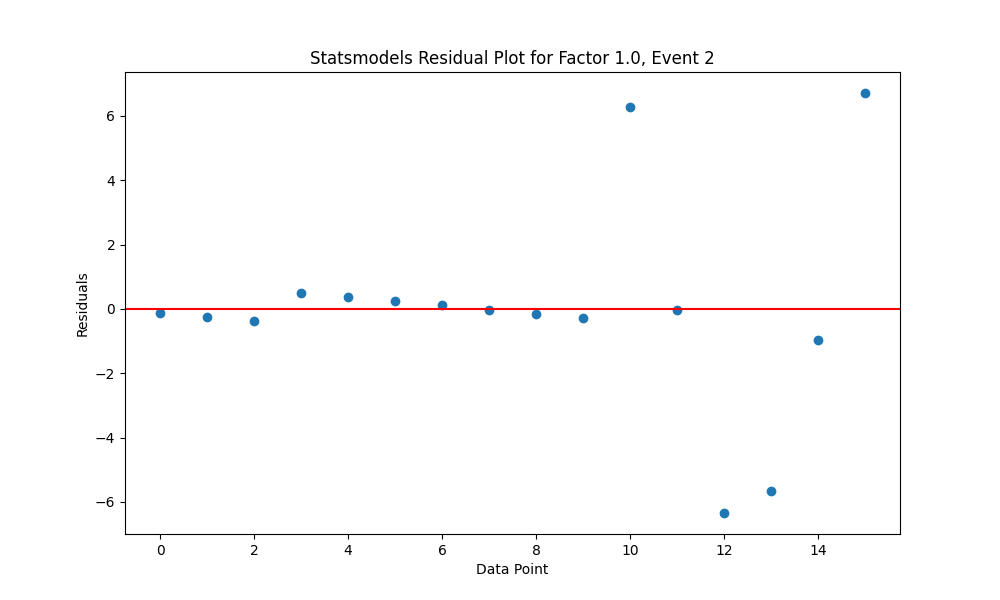 Statsmodels Residual Plot for Factor 1.0, Event 2
6
4
2
0
−2
−4
−6
Residuals
0 2 4 6 8 10 12 14
Data Point